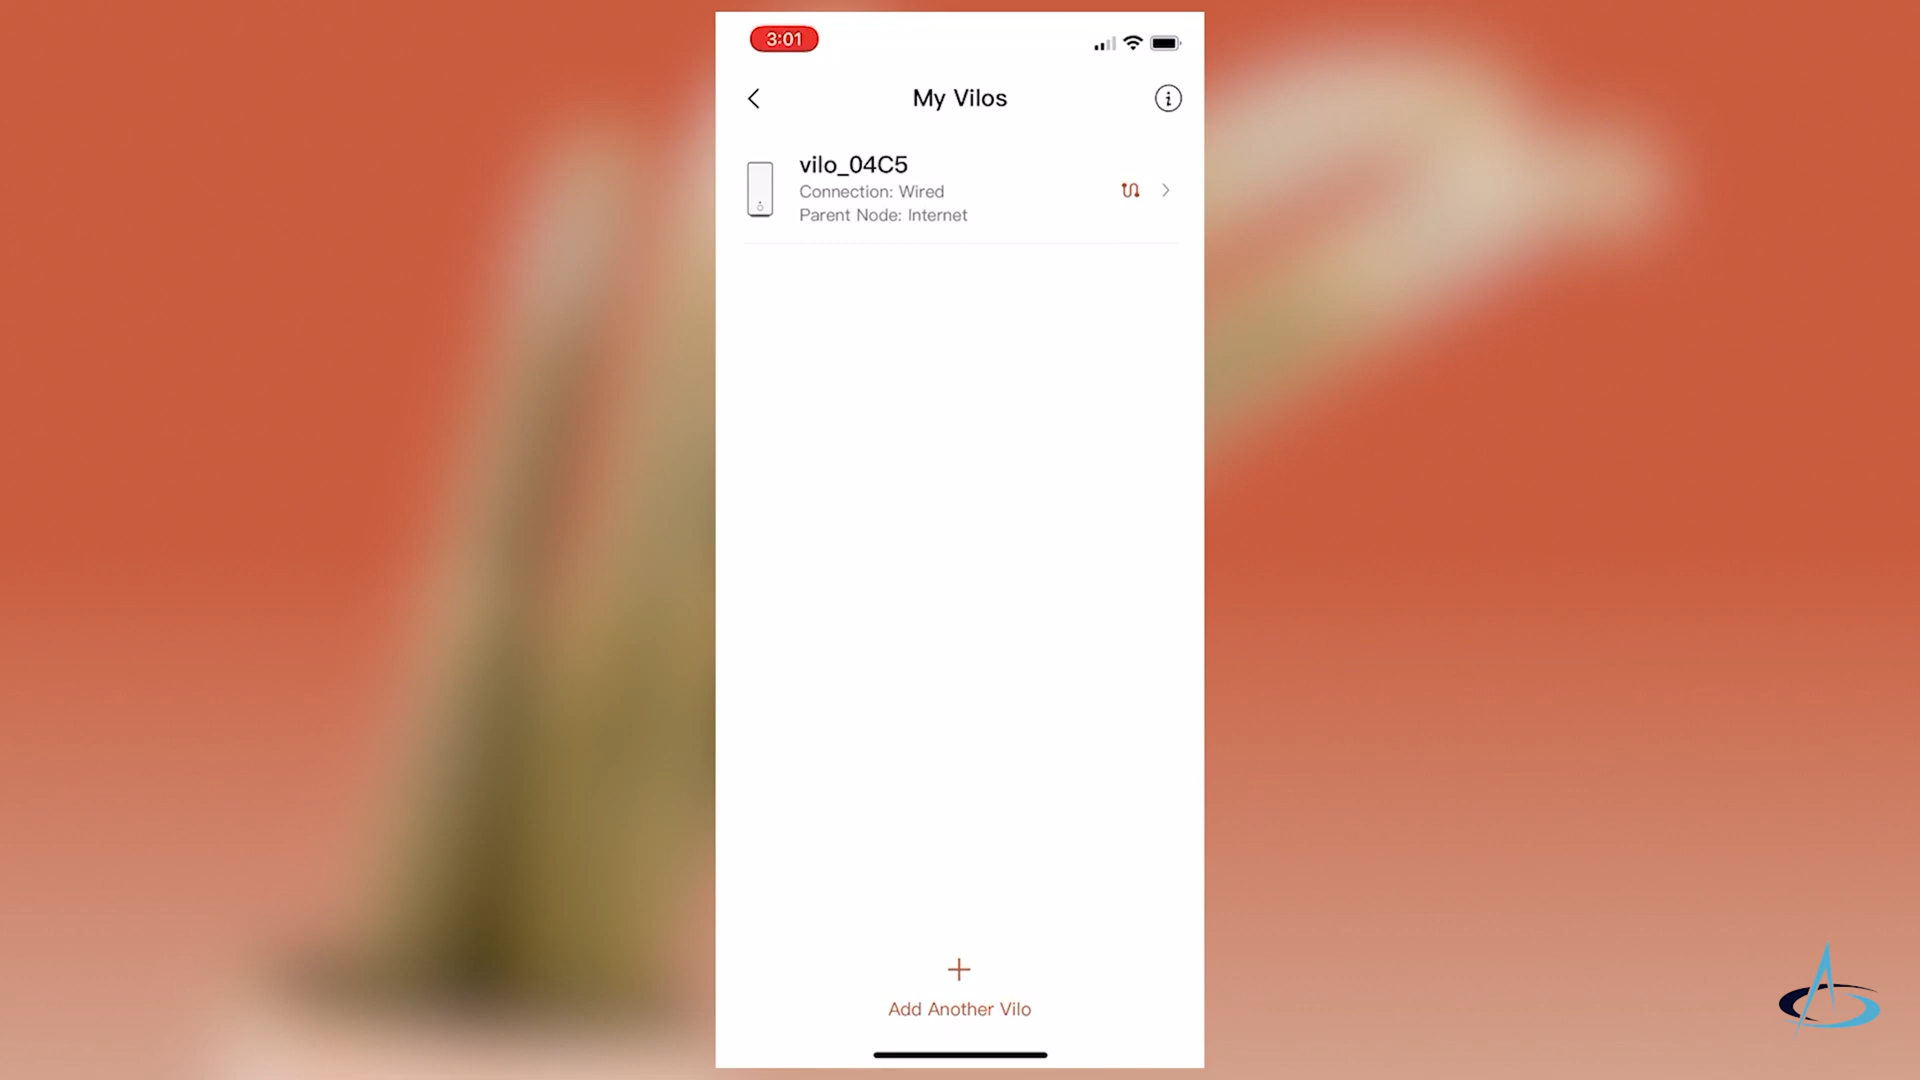 3:01
My Vilos
vilo_04C5
Connection: Wired
Parent Node: Internet
Add Another Vilo